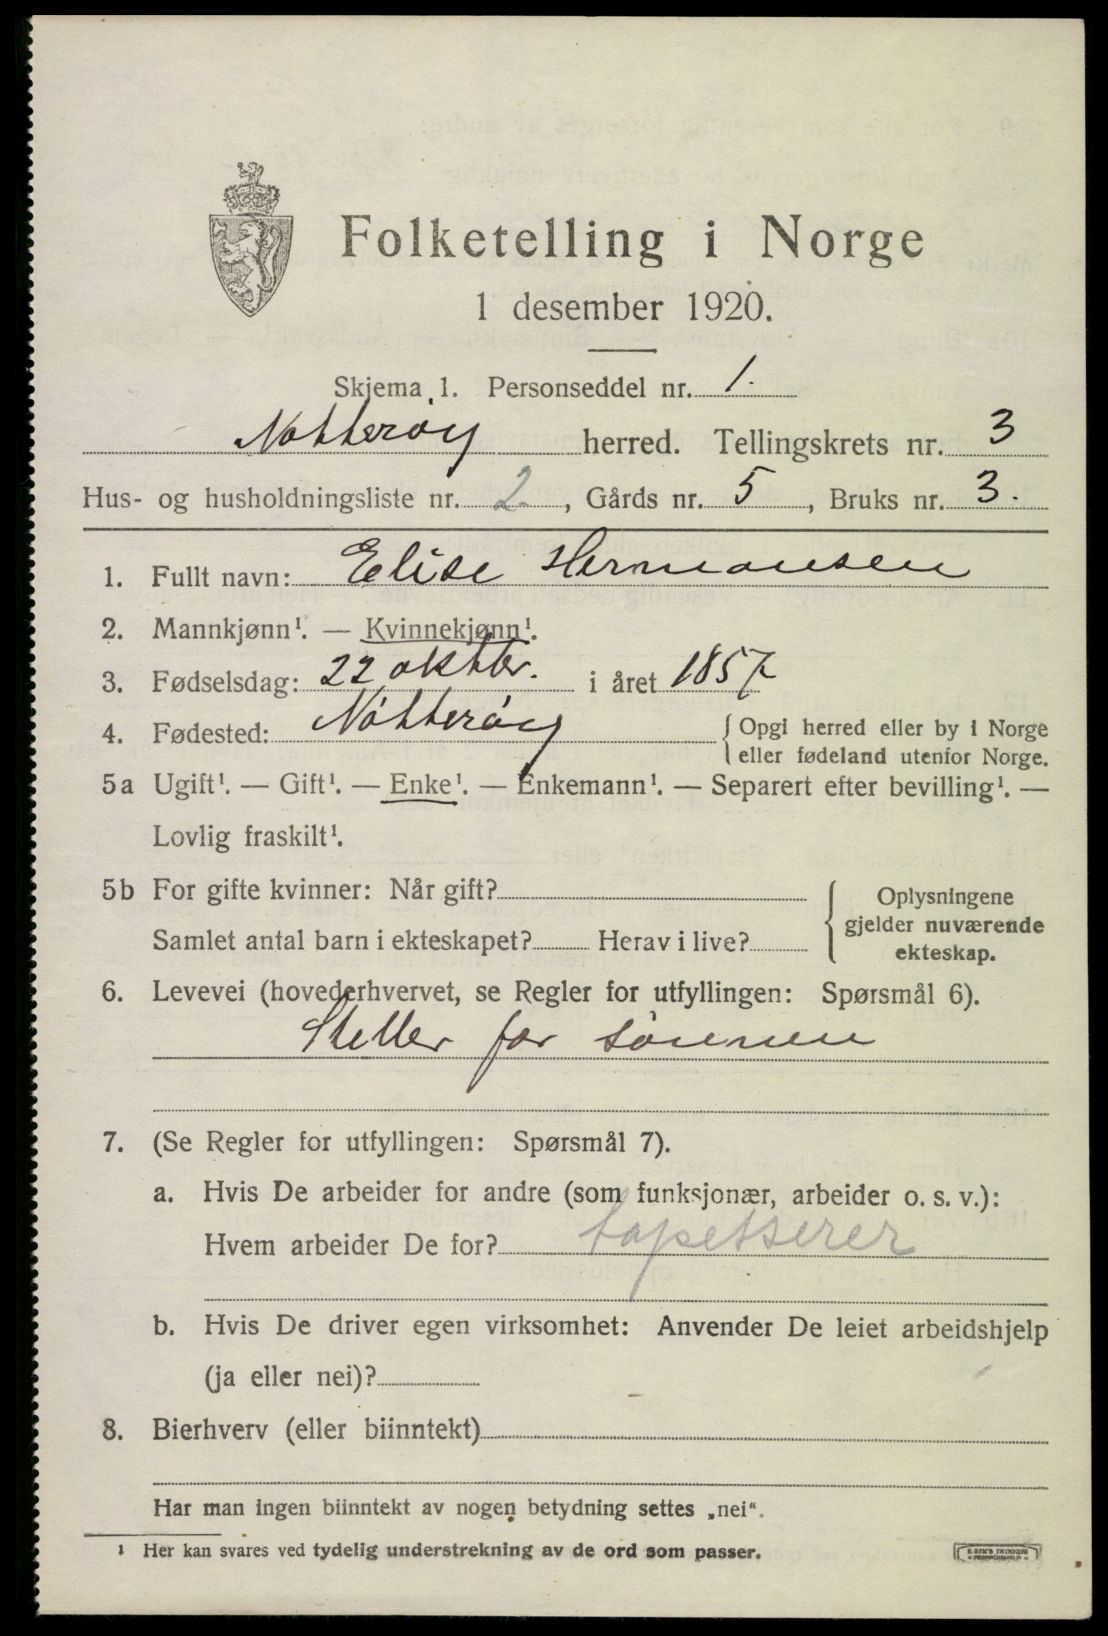 Folketelling i Norge
1 desember 1920.
Skjema 1. Personseddel nr. 1.
Nøtterøy herred. Tellingskrets nr. 3
Hus- og husholdningsliste nr. 2, Gårds nr. 5, Bruks nr. 3.
1. Fullt navn: Elise Hermansen
2. Mannkjønn¹. — Kvinnekjønn¹.
3. Fødselsdag: 22 oktbr. i året 1857
4. Fødested: Nøtterøy {Opgi herred eller by i Norge
eller fødeland utenfor Norge.
5a Ugift¹. — Gift¹. — Enke¹. — Enkemann¹. — Separert efter bevilling¹. —
Lovlig fraskilt¹.
5b For gifte kvinner: Når gift? { Oplysningene
gjelder nuværende
Samlet antal barn i ekteskapet? Herav i live? ekteskap.
6. Levevei (hovederhvervet, se Regler for utfyllingen: Spørsmål 6).
Steller for sønnen
7. (Se Regler for utfyllingen: Spørsmål 7).
a. Hvis De arbeider for andre (som funksjonær, arbeider o. s. v.):
Hvem arbeider De for? tapetserer
b. Hvis De driver egen virksomhet: Anvender De leiet arbeidshjelp
(ja eller nei)?
8. Bierhverv (eller biinntekt)
Har man ingen biinntekt av nogen betydning settes „nei“.
¹ Her kan svares ved tydelig understrekning av de ord som passer.